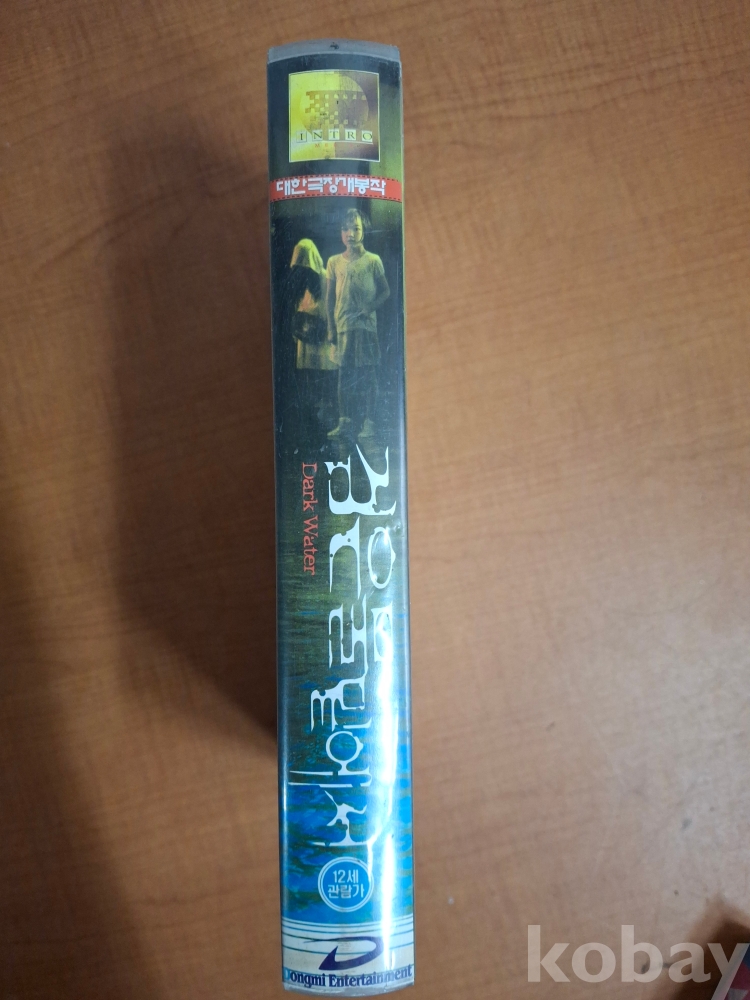 INTRO
대한극장개봉작
검은물밑에서
Dark Water
12세
관람가
Dongmi Entertainment
kobay